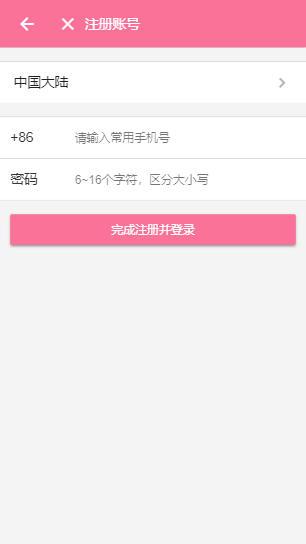 注册账号
中国大陆
+86 请输入常用手机号
密码 6~16个字符，区分大小写
完成注册并登录